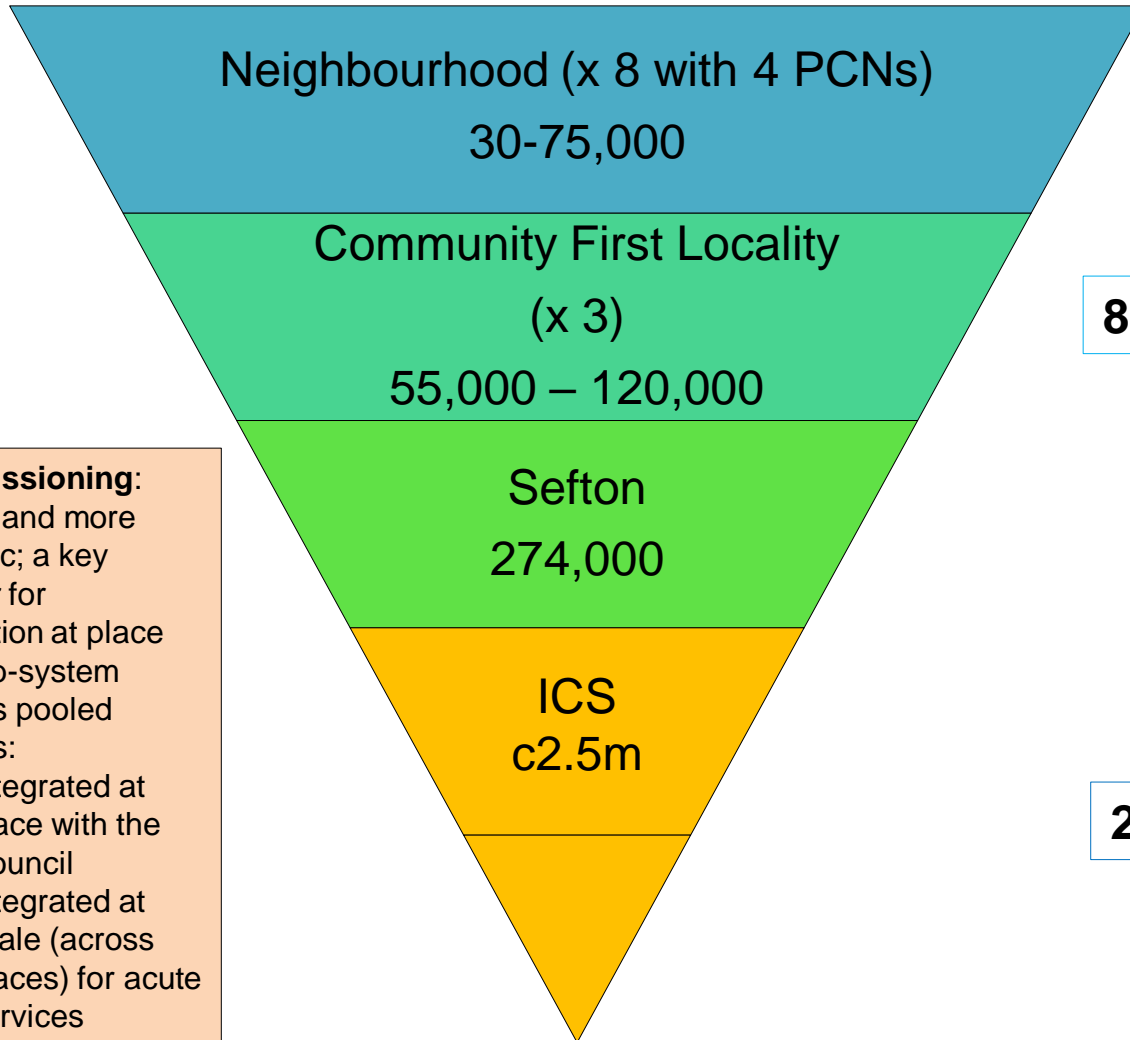 Neighbourhood (x 8 with 4 PCNs)
30-75,000
Community First Locality
(x 3)
55,000 – 120,000
Sefton
274,000
ICS
c2.5m
ssioning:
and more
c; a key
for
tion at place
o-system
s pooled
s:
tegrated at
ace with the
ouncil
tegrated at
ale (across
aces) for acute
rvices
8
2